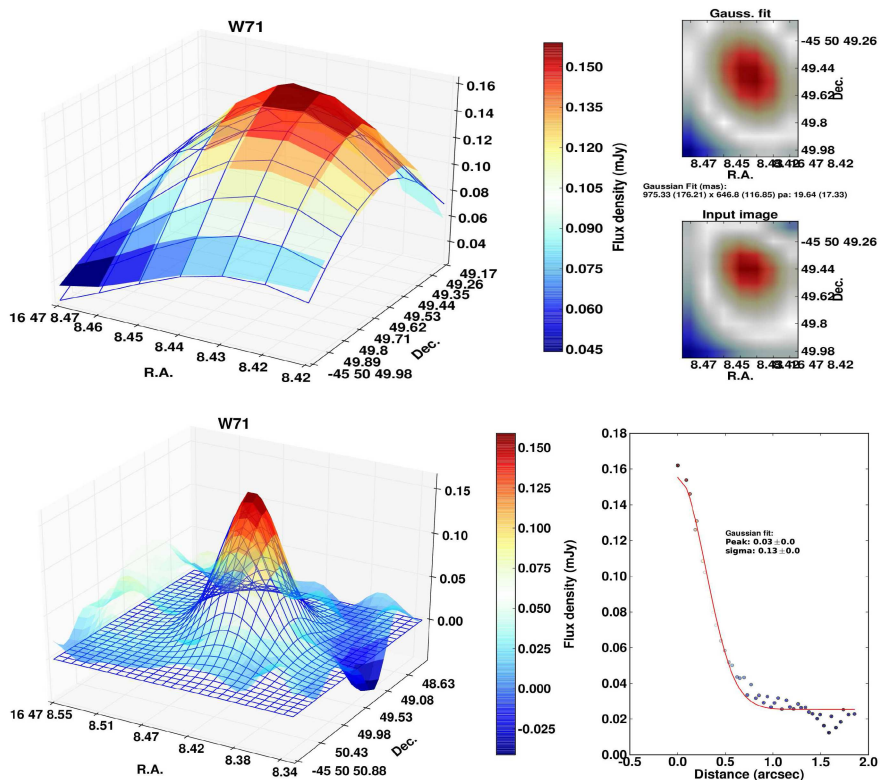 W71
0.16
0.14
0.12
0.10
0.08
0.06
0.04
16 47 8.47
8.46
8.45
8.44
8.43
8.42
R.A.
49.17
49.26
49.35
49.44
49.53
49.62
49.71
49.8
49.89
-45 50 49.98
Dec.
0.150
0.135
0.120
0.105
0.090
0.075
0.060
0.045
Flux density (mJy)
Gauss. fit
-45 50 49.26
49.44
49.62
49.8
49.98
Dec.
8.47 8.45 8.43 16 47 8.42
R.A.
Gaussian Fit (mas):
975.33 (176.21) x 646.8 (116.85) pa: 19.64 (17.33)
Input image
-45 50 49.26
49.44
49.62
49.8
49.98
Dec.
8.47 8.45 8.43 16 47 8.42
R.A.
W71
0.15
0.10
0.05
0.00
16 47 8.55
8.51
8.47
8.42
8.38
8.34
R.A.
48.63
49.08
49.53
49.98
50.43
-45 50 50.88
Dec.
0.150
0.125
0.100
0.075
0.050
0.025
0.000
-0.025
Flux density (mJy)
0.18
0.16
0.14
0.12
0.10
0.08
0.06
0.04
0.02
0.00
Gaussian fit:
Peak: 0.03 ±0.0
sigma: 0.13 ±0.0
-0.5 0.0 0.5 1.0 1.5 2.0
Distance (arcsec)